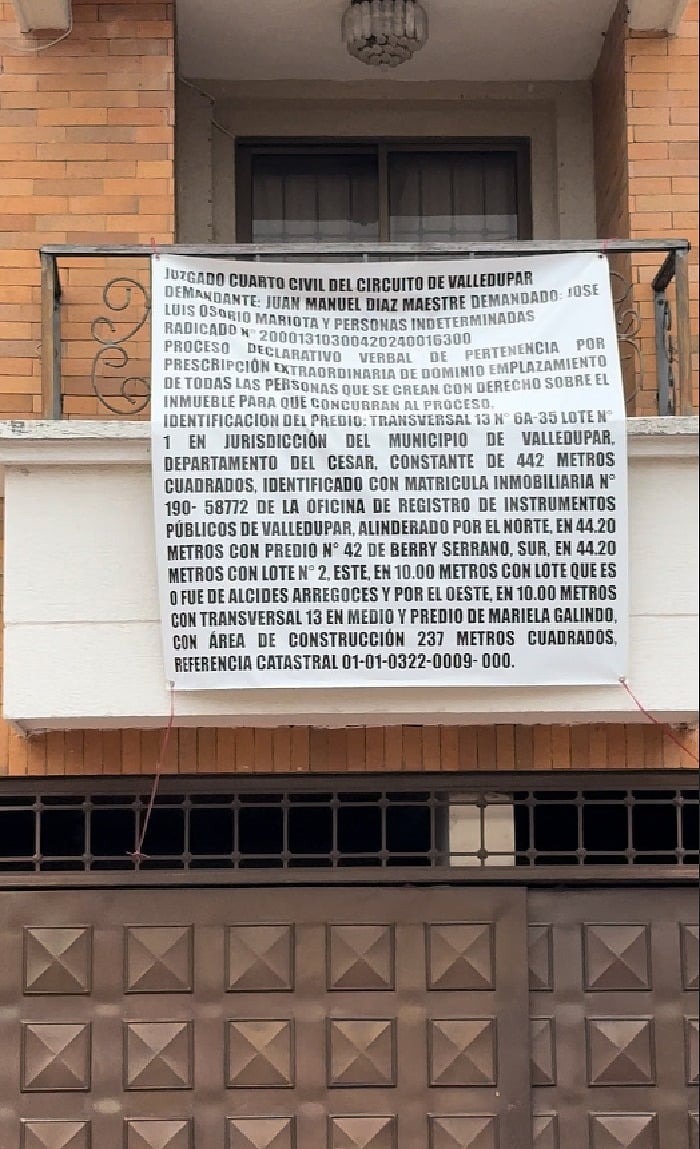 JUZGADO CUARTO CIVIL DEL CIRCUITO DE VALLEDUPAR
DEMANDANTE: JUAN MANUEL DIAZ MAESTRE DEMANDADO: JOSE
LUIS OSORIO MARIOTA Y PERSONAS INDETERMINADAS
RADICADO N° 20001310300420240016300
PROCESO DECLARATIVO VERBAL DE PERTENENCIA POR
PRESCRIPCIÓN EXTRAORDINARIA DE DOMINIO EMPLAZAMIENTO
DE TODAS LAS PERSONAS QUE SE CREAN CON DERECHO SOBRE EL
INMUEBLE PARA QUE CONCURRAN AL PROCESO.
IDENTIFICACIÓN DEL PREDIO: TRANSVERSAL 13 N° 6A-35 LOTE N°
1 EN JURISDICCIÓN DEL MUNICIPIO DE VALLEDUPAR,
DEPARTAMENTO DEL CESAR, CONSTANTE DE 442 METROS
CUADRADOS, IDENTIFICADO CON MATRICULA INMOBILIARIA N°
190- 58772 DE LA OFICINA DE REGISTRO DE INSTRUMENTOS
PÚBLICOS DE VALLEDUPAR, ALINDERADO POR EL NORTE, EN 44.20
METROS CON PREDIO N° 42 DE BERRY SERRANO, SUR, EN 44.20
METROS CON LOTE N° 2, ESTE, EN 10.00 METROS CON LOTE QUE ES
O FUE DE ALCIDES ARREGOCES Y POR EL OESTE, EN 10.00 METROS
CON TRANSVERSAL 13 EN MEDIO Y PREDIO DE MARIELA GALINDO,
CON ÁREA DE CONSTRUCCIÓN 237 METROS CUADRADOS,
REFERENCIA CATASTRAL 01-01-0322-0009- 000.